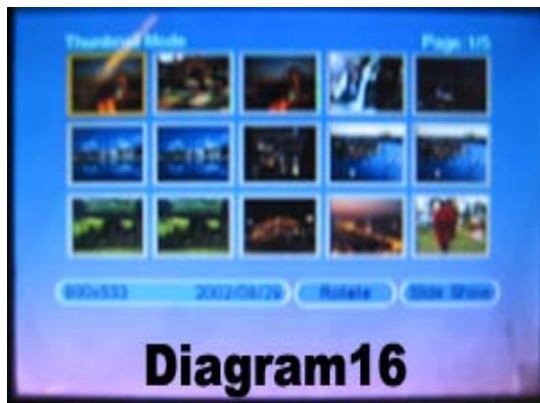 Thumbnail Mode Page 1/5
800x533 2002/08/29 Rotate Slide Show
Diagram16